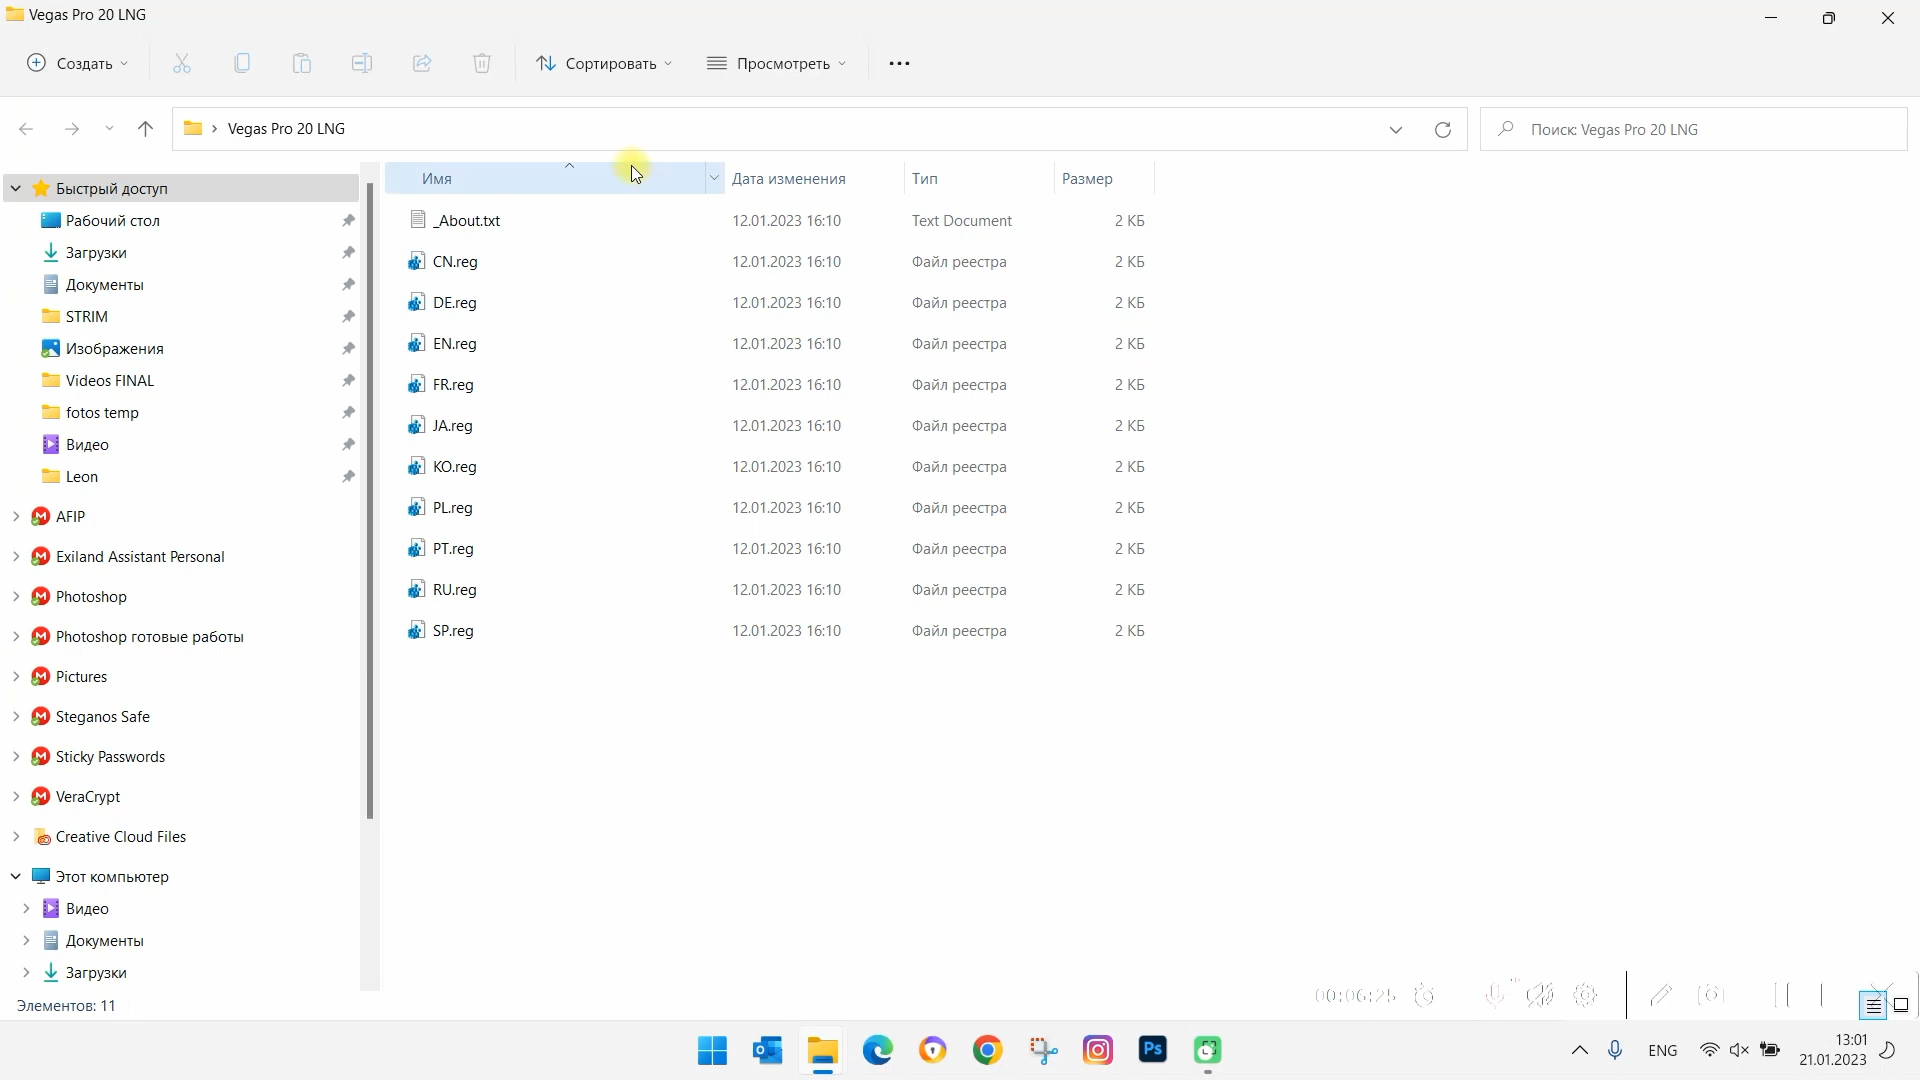 Vegas Pro 20 LNG
Создать
Сортировать
Просмотреть
Vegas Pro 20 LNG
Поиск: Vegas Pro 20 LNG
Имя Дата изменения Тип Размер
_About.txt 12.01.2023 16:10 Text Document 2 КБ
CN.reg 12.01.2023 16:10 Файл реестра 2 КБ
DE.reg 12.01.2023 16:10 Файл реестра 2 КБ
EN.reg 12.01.2023 16:10 Файл реестра 2 КБ
FR.reg 12.01.2023 16:10 Файл реестра 2 КБ
JA.reg 12.01.2023 16:10 Файл реестра 2 КБ
KO.reg 12.01.2023 16:10 Файл реестра 2 КБ
PL.reg 12.01.2023 16:10 Файл реестра 2 КБ
PT.reg 12.01.2023 16:10 Файл реестра 2 КБ
RU.reg 12.01.2023 16:10 Файл реестра 2 КБ
SP.reg 12.01.2023 16:10 Файл реестра 2 КБ
Быстрый доступ
Рабочий стол
Загрузки
Документы
STRIM
Изображения
Videos FINAL
fotos temp
Видео
Leon
AFIP
Exiland Assistant Personal
Photoshop
Photoshop готовые работы
Pictures
Steganos Safe
Sticky Passwords
VeraCrypt
Creative Cloud Files
Этот компьютер
Видео
Документы
Загрузки
Элементов: 11
00:06:25
Ps
ENG
13:01
21.01.2023